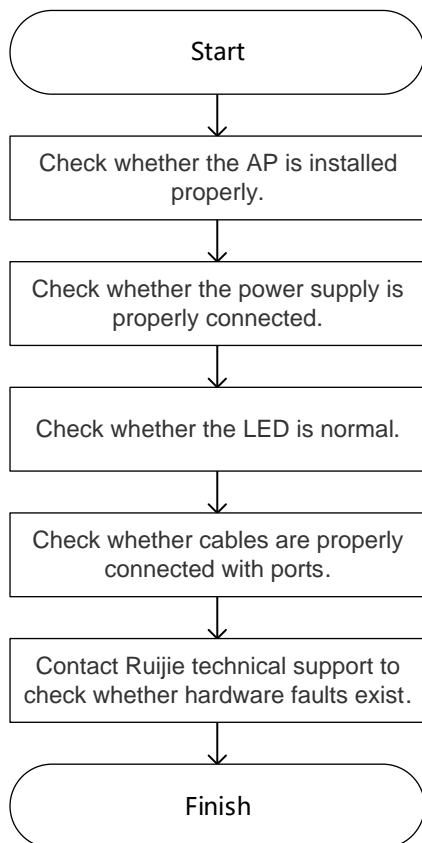 Start
Check whether the AP is installed
properly.
Check whether the power supply is
properly connected.
Check whether the LED is normal.
Check whether cables are properly
connected with ports.
Contact Ruijie technical support to
check whether hardware faults exist.
Finish